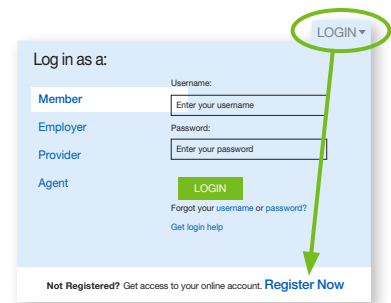 LOGIN
Log in as a:
Member
Employer
Provider
Agent
Username:
Enter your username
Password:
Enter your password
LOGIN
Forgot your username or password?
Get login help
Not Registered? Get access to your online account. Register Now